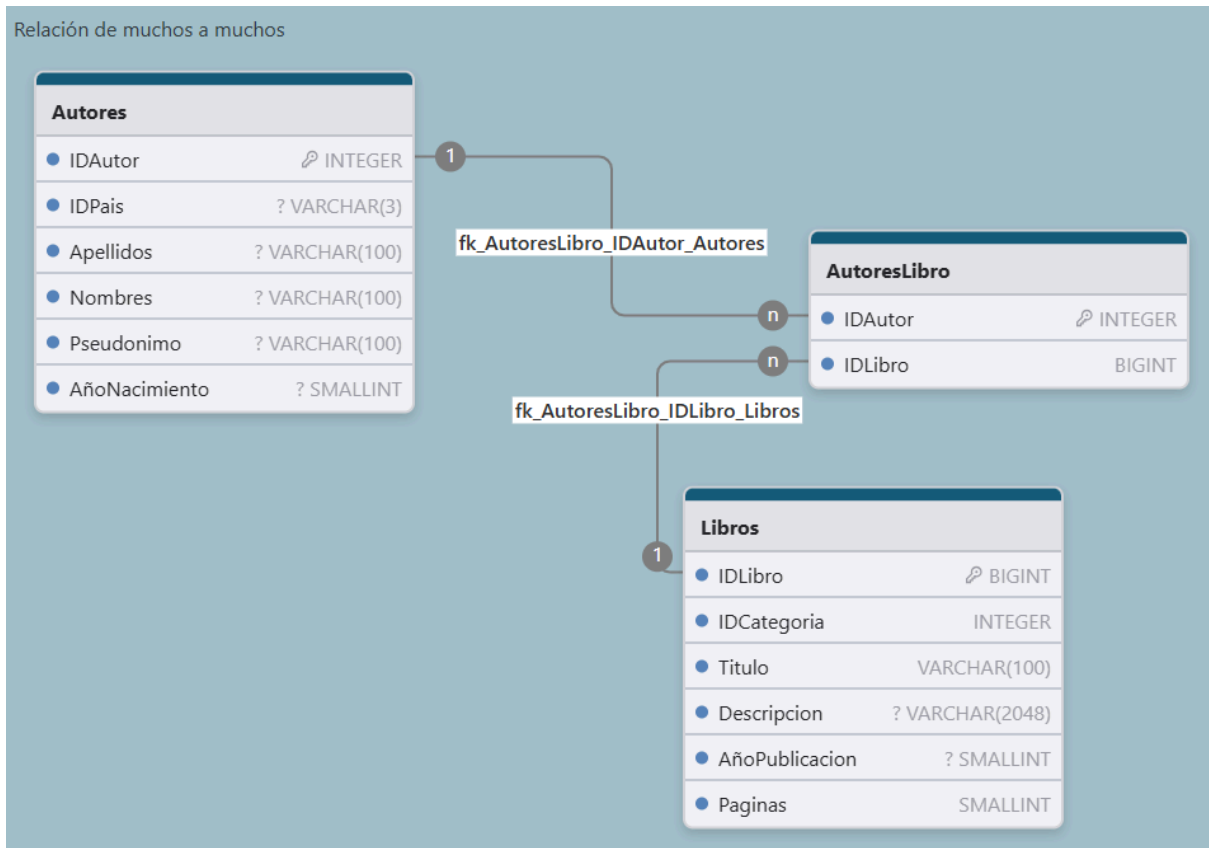 Relación de muchos a muchos
Autores
IDAutor INTEGER
IDPais ? VARCHAR(3)
Apellidos ? VARCHAR(100)
Nombres ? VARCHAR(100)
Pseudonimo ? VARCHAR(100)
AñoNacimiento ? SMALLINT
1
fk_AutoresLibro_IDAutor_Autores
n
AutoresLibro
IDAutor INTEGER
IDLibro BIGINT
n
fk_AutoresLibro_IDLibro_Libros
1
Libros
IDLibro BIGINT
IDCategoria INTEGER
Titulo VARCHAR(100)
Descripcion ? VARCHAR(2048)
AñoPublicacion ? SMALLINT
Paginas SMALLINT